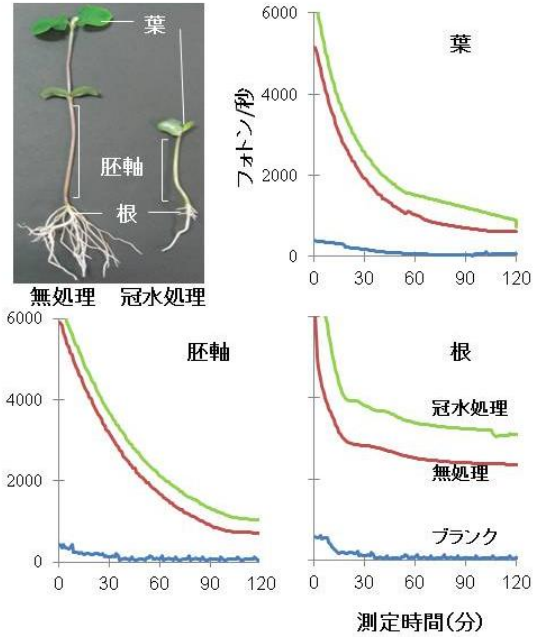 葉
胚軸
根
無処理 冠水処理
葉
フォトン/秒
6000
4000
2000
0
0 30 60 90 120
胚軸
6000
4000
2000
0
0 30 60 90 120
根
冠水処理
無処理
ブランク
0 30 60 90 120
測定時間(分)